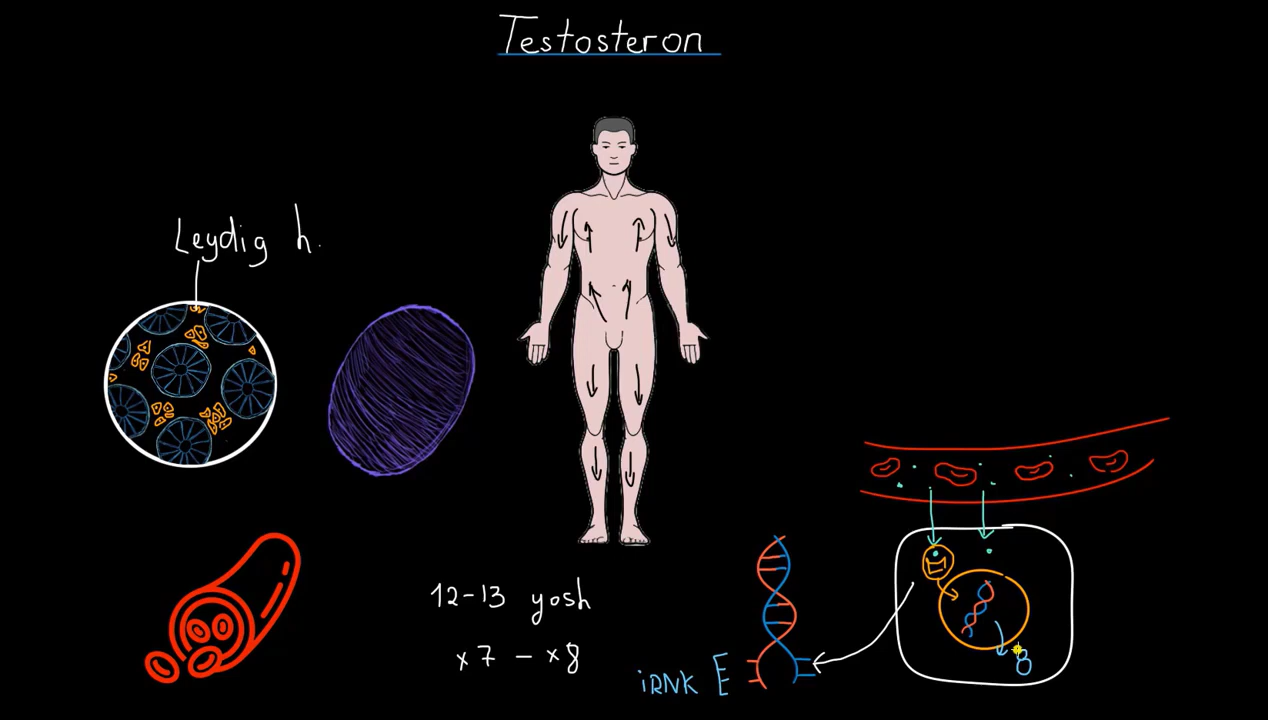 Testosteron
Leydig h.
12-13 yosh
x7 - x8
iRNK